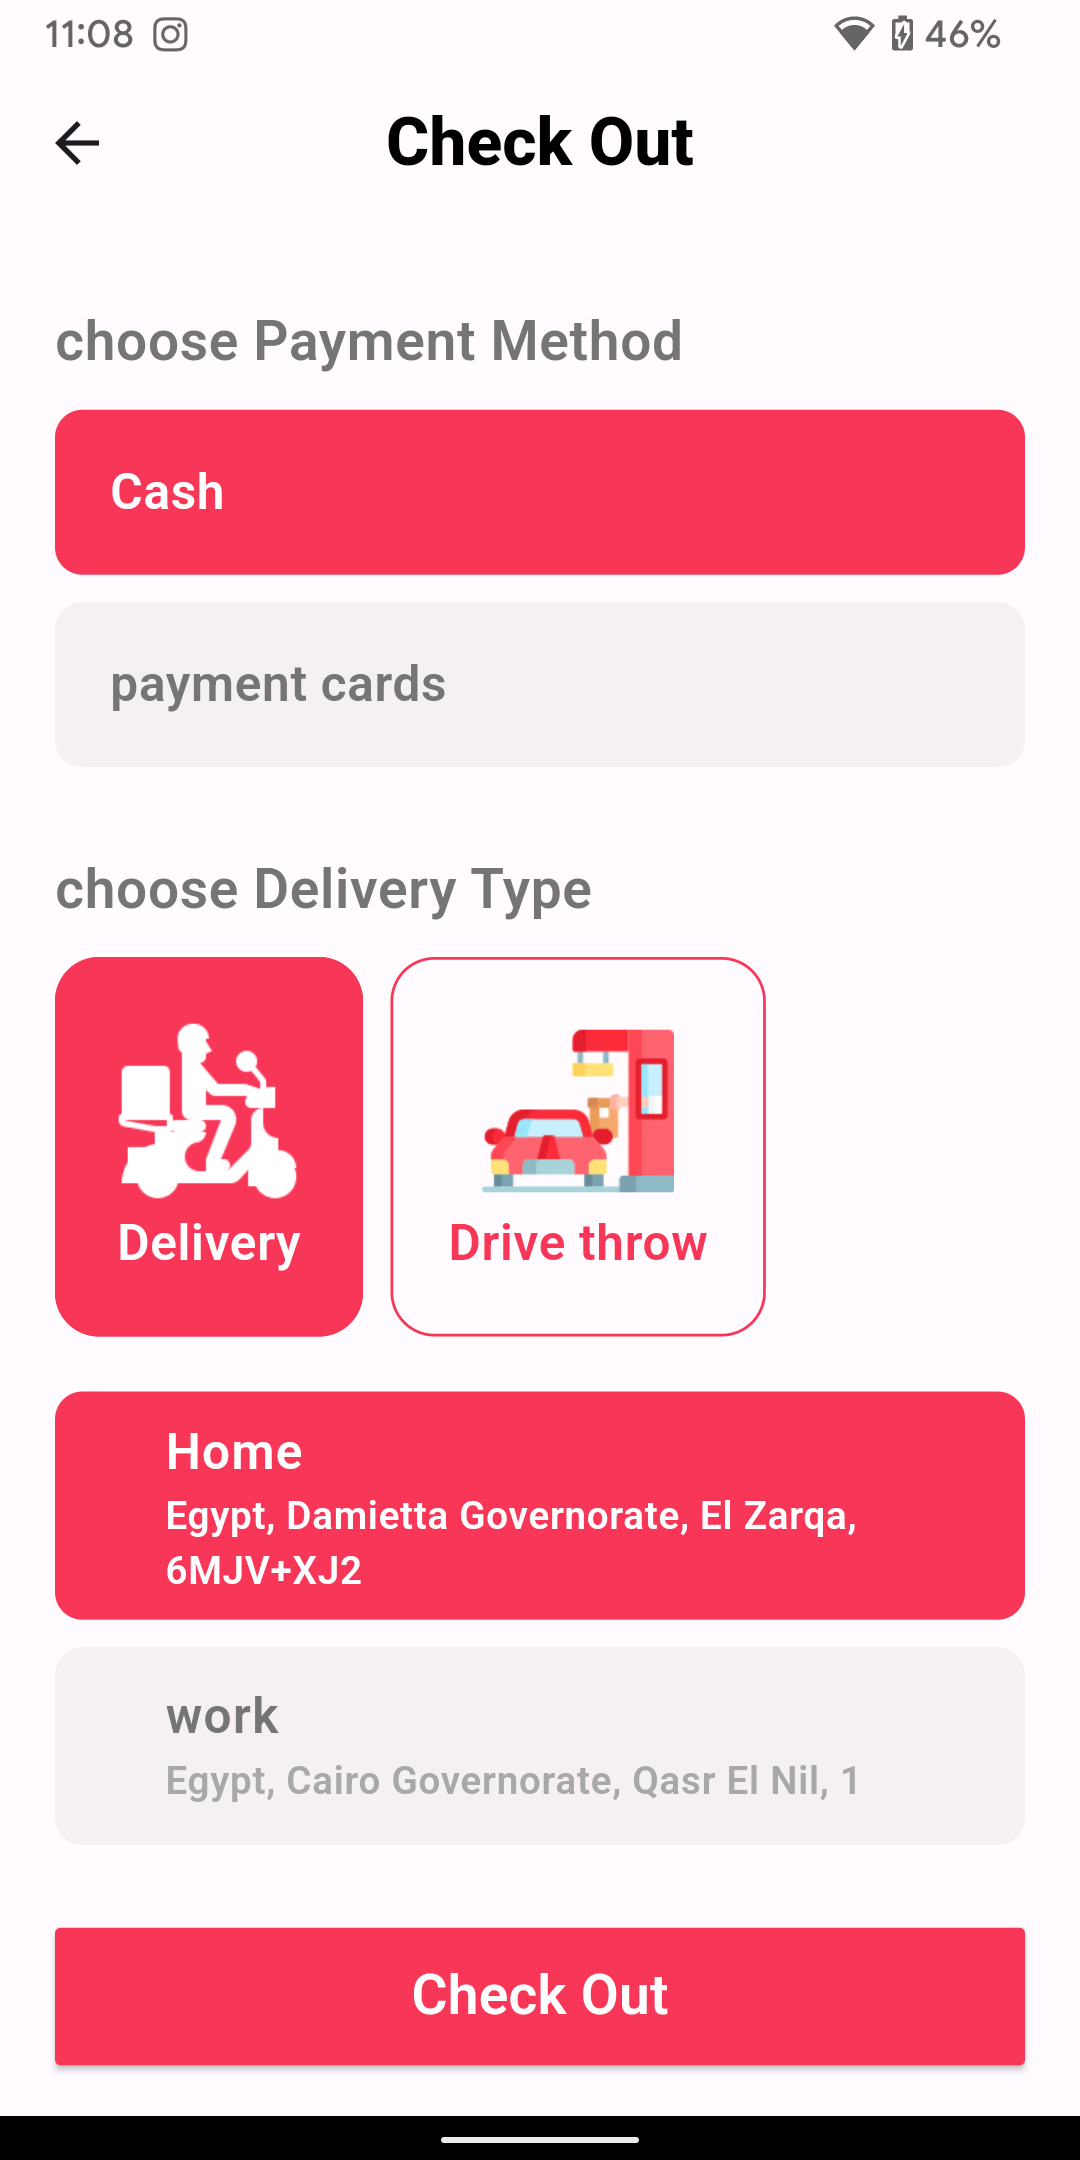 11:08 46%
Check Out
choose Payment Method
Cash
payment cards
choose Delivery Type
Delivery
Drive throw
Home
Egypt, Damietta Governorate, El Zarqa,
6MJV+XJ2
work
Egypt, Cairo Governorate, Qasr El Nil, 1
Check Out